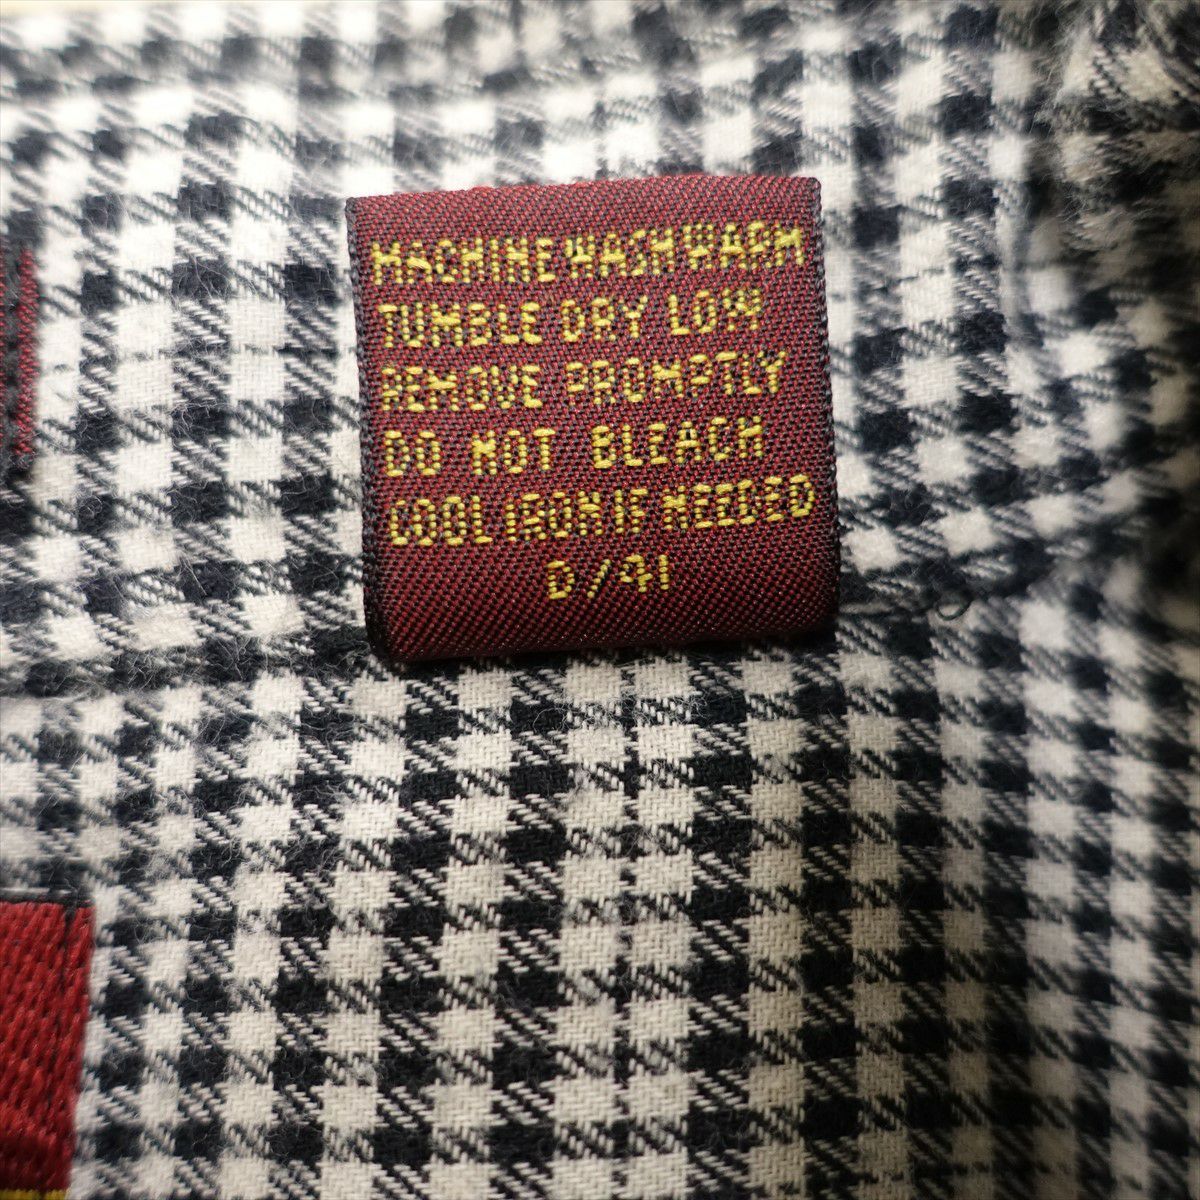 MACHINE WASH WARM
TUMBLE DRY LOW
REMOVE PROMPTLY
DO NOT BLEACH
COOL IRON IF NEEDED
D/41